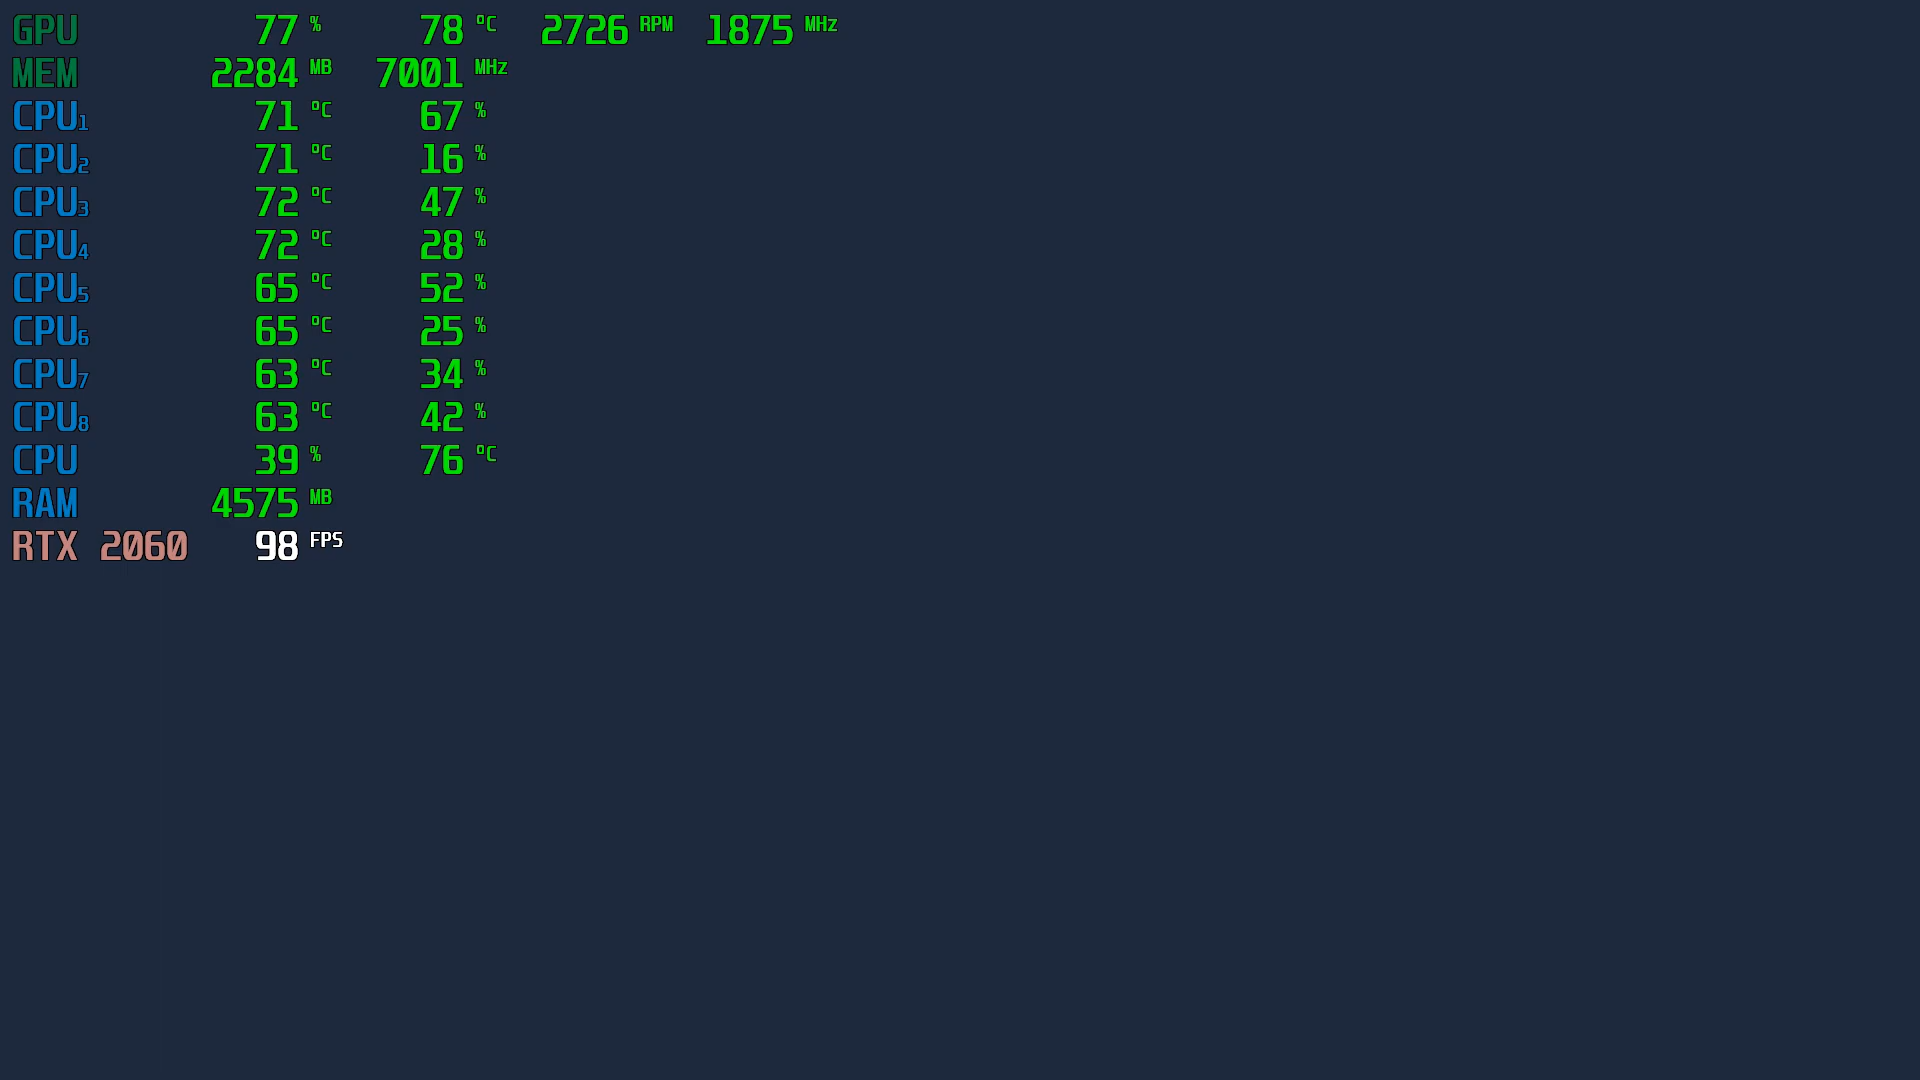 GPU 77 % 78 °C 2726 RPM 1875 MHz
MEM 2284 MB 7001 MHz
CPU1 71 °C 67 %
CPU2 71 °C 16 %
CPU3 72 °C 47 %
CPU4 72 °C 28 %
CPU5 65 °C 52 %
CPU6 65 °C 25 %
CPU7 63 °C 34 %
CPU8 63 °C 42 %
CPU 39 % 76 °C
RAM 4575 MB
RTX 2060 98 FPS